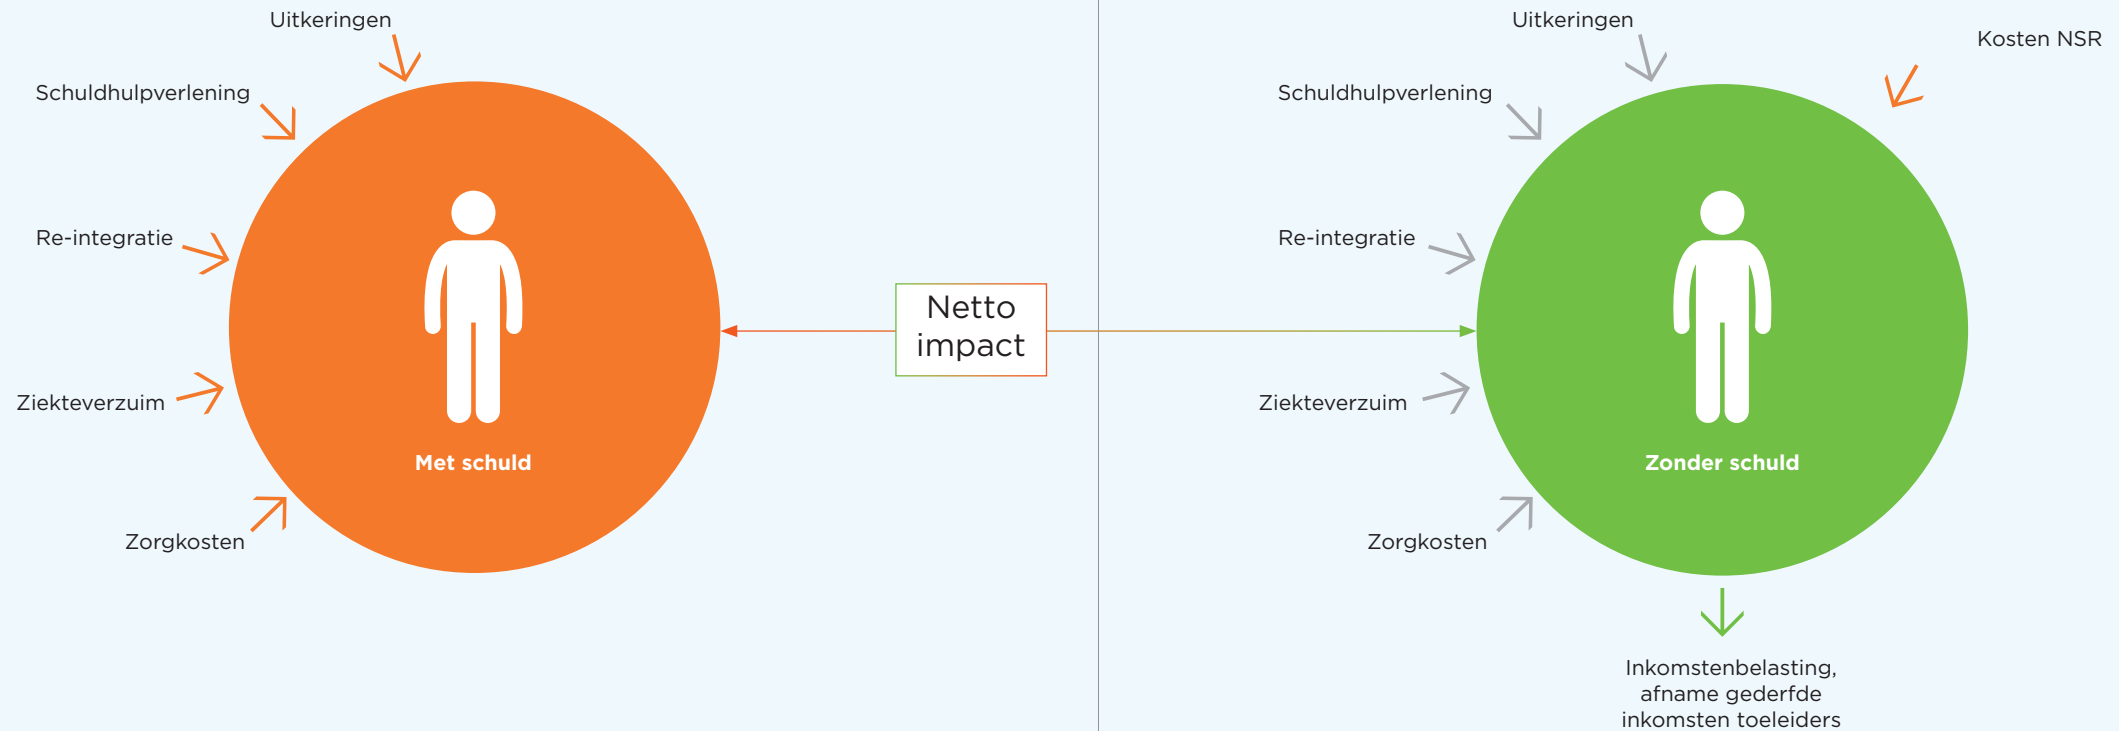 Uitkeringen
Schuldhulpverlening
Re-integratie
Ziekteverzuim
Zorgkosten
Met schuld
Netto
impact
Uitkeringen
Kosten NSR
Schuldhulpverlening
Re-integratie
Ziekteverzuim
Zorgkosten
Zonder schuld
Inkomstenbelasting,
afname gederfde
inkomsten toeleiders